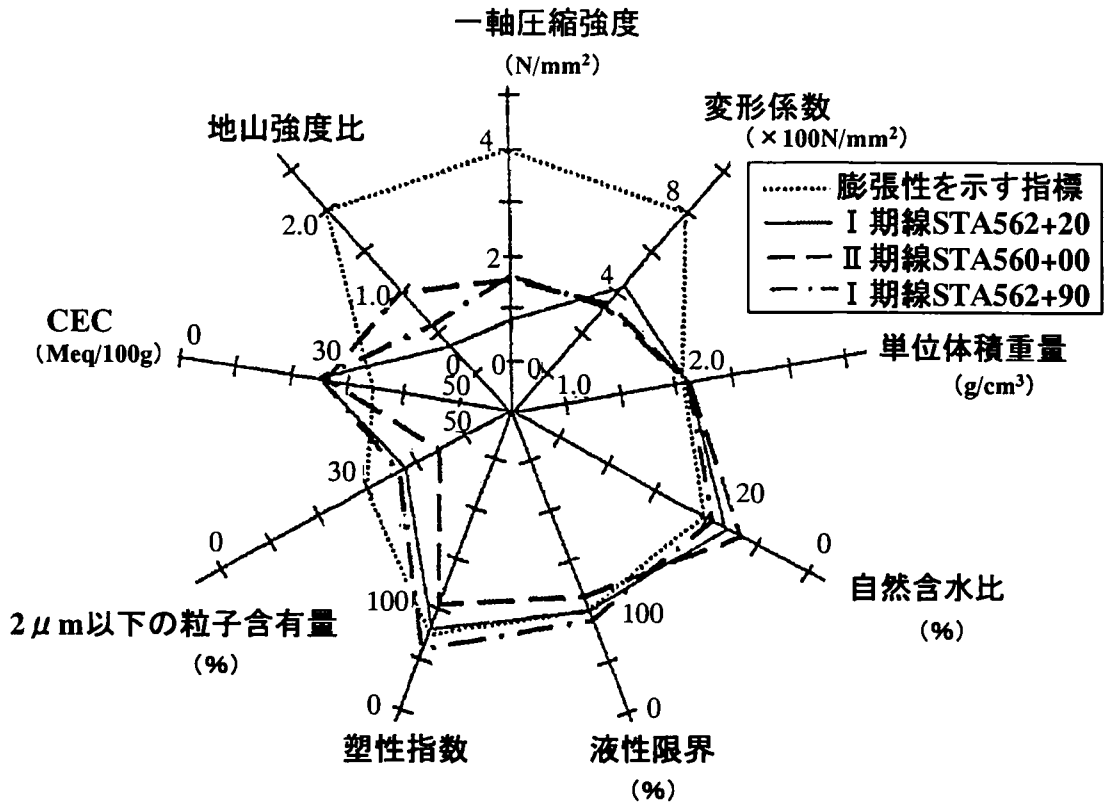 一軸圧縮強度
(N/mm²)
地山強度比
変形係数
(×100N/mm²)
4
8
2.0
膨張性を示す指標
Ⅰ期線STA562+20
Ⅱ期線STA560+00
Ⅰ期線STA562+90
2
4
1.0
CEC
(Meq/100g)
0
30
2.0
単位体積重量
(g/cm³)
0
0
50
1.0
50
30
20
0
0
自然含水比
(%)
100
100
2μm以下の粒子含有量
(%)
0
0
塑性指数
液性限界
(%)